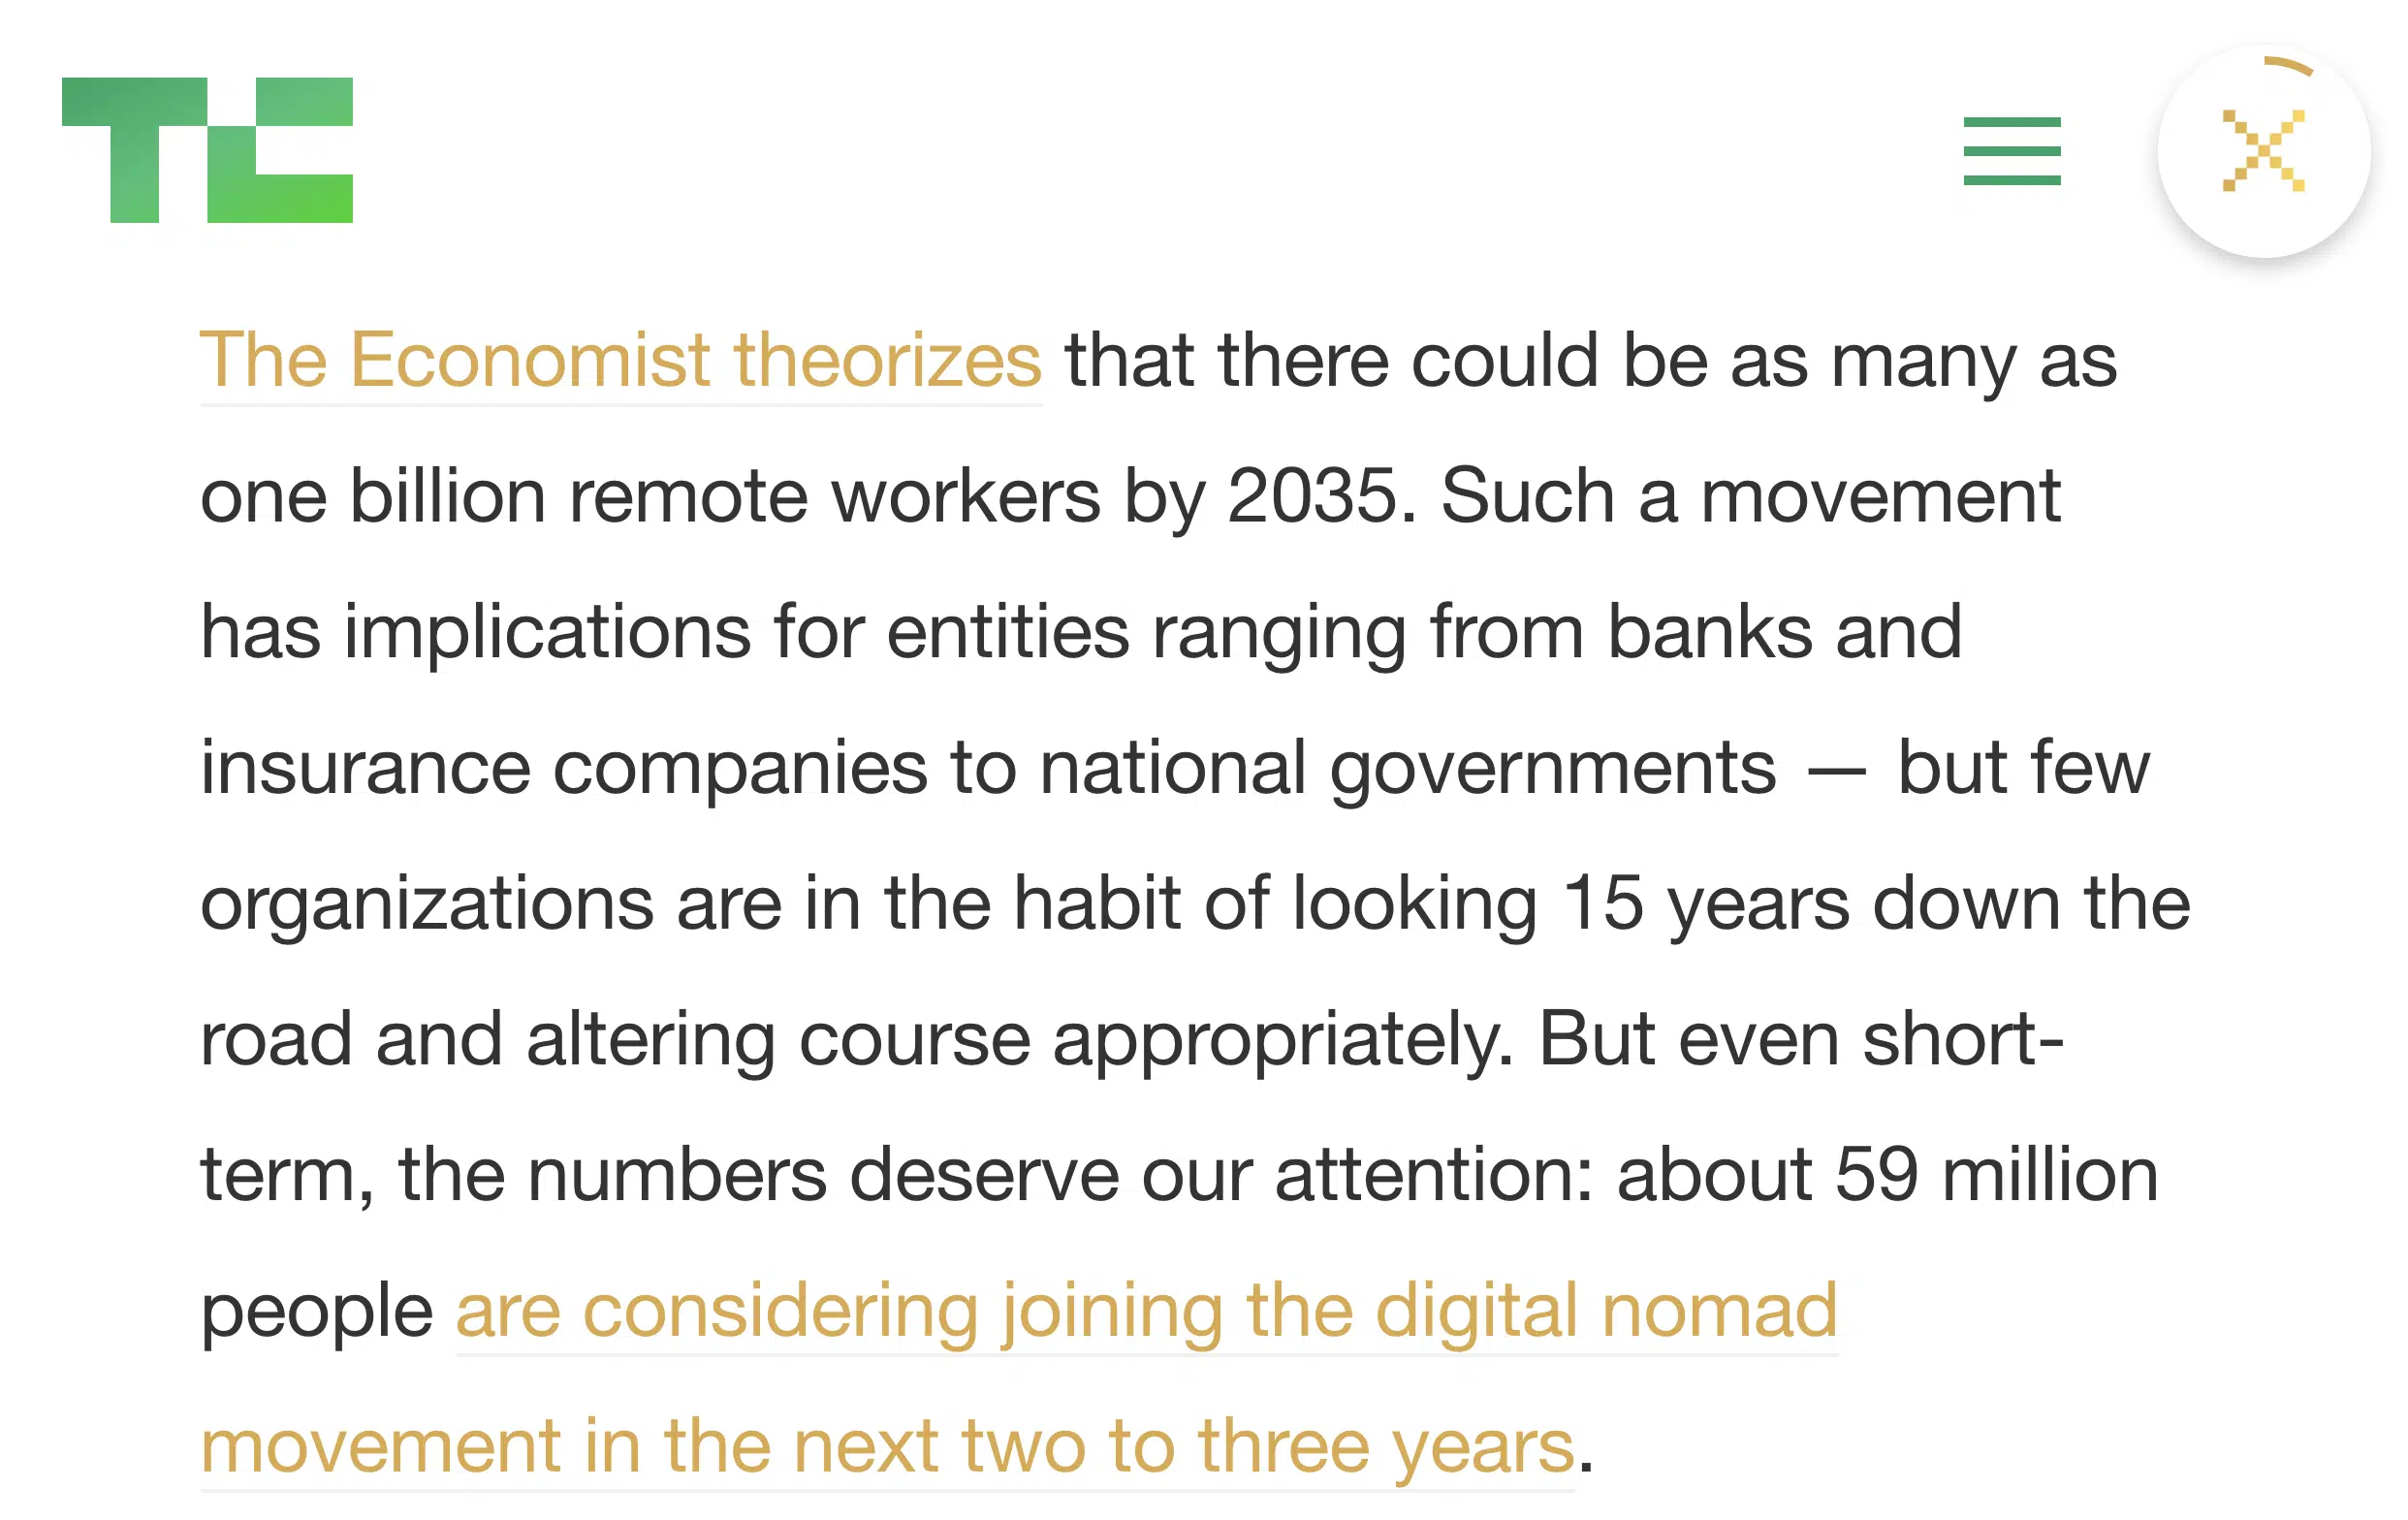 TC
The Economist theorizes that there could be as many as
one billion remote workers by 2035. Such a movement
has implications for entities ranging from banks and
insurance companies to national governments — but few
organizations are in the habit of looking 15 years down the
road and altering course appropriately. But even short-
term, the numbers deserve our attention: about 59 million
people are considering joining the digital nomad
movement in the next two to three years.